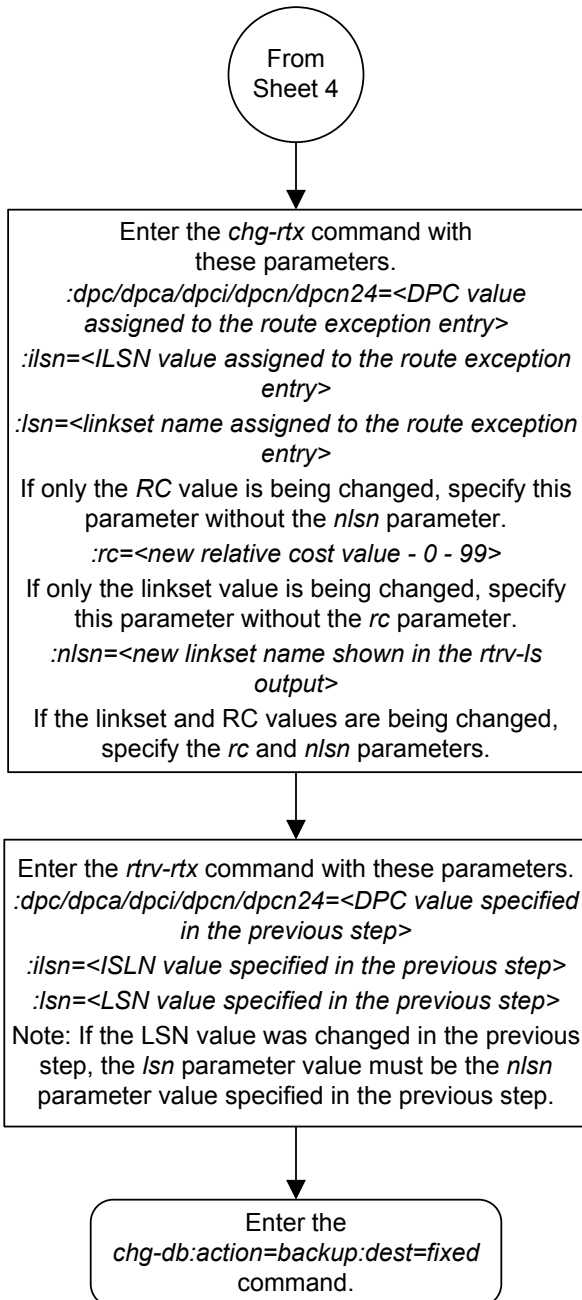 From
Sheet 4
Enter the chg-rtx command with
these parameters.
:dpc/dpca/dpci/dpcn/dpcn24=<DPC value
assigned to the route exception entry>
:ilsn=<ILSN value assigned to the route exception
entry>
:lsn=<linkset name assigned to the route exception
entry>
If only the RC value is being changed, specify this
parameter without the nlsn parameter.
:rc=<new relative cost value - 0 - 99>
If only the linkset value is being changed, specify
this parameter without the rc parameter.
:nlsn=<new linkset name shown in the rtrv-ls
output>
If the linkset and RC values are being changed,
specify the rc and nlsn parameters.
Enter the rtrv-rtx command with these parameters.
:dpc/dpca/dpci/dpcn/dpcn24=<DPC value specified
in the previous step>
:ilsn=<ISLN value specified in the previous step>
:lsn=<LSN value specified in the previous step>
Note: If the LSN value was changed in the previous
step, the lsn parameter value must be the nlsn
parameter value specified in the previous step.
Enter the
chg-db:action=backup:dest=fixed
command.